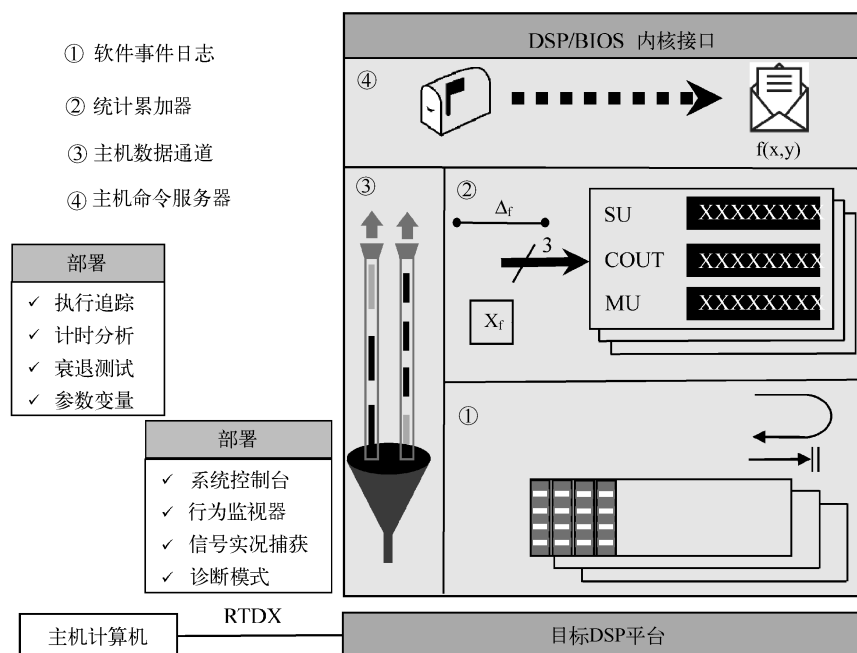 ① 软件事件日志
② 统计累加器
③ 主机数据通道
④ 主机命令服务器
部署
✓ 执行追踪
✓ 计时分析
✓ 衰退测试
✓ 参数变量
部署
✓ 系统控制台
✓ 行为监视器
✓ 信号实况捕获
✓ 诊断模式
主机计算机
RTDX
DSP/BIOS 内核接口
④
f(x,y)
③
②
Δf
3
Xf
SU XXXXXXXX
COUT XXXXXXXX
MU XXXXXXXX
①
目标DSP平台